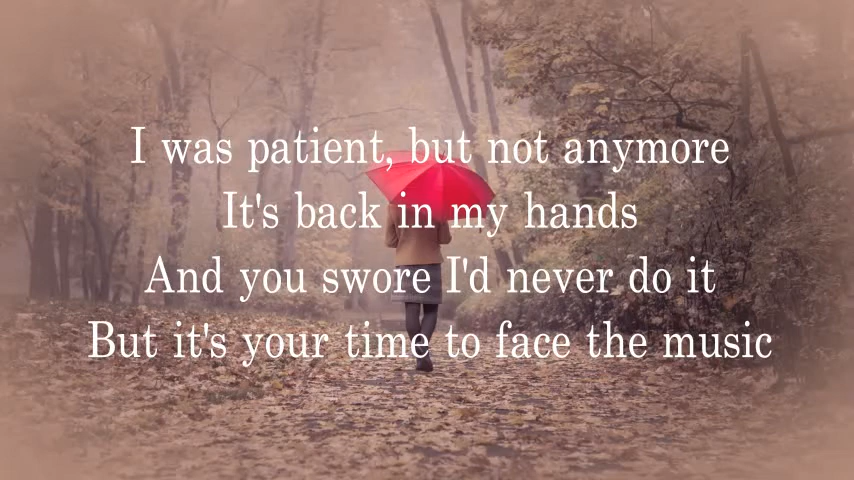 I was patient, but not anymore
It's back in my hands
And you swore I'd never do it
But it's your time to face the music